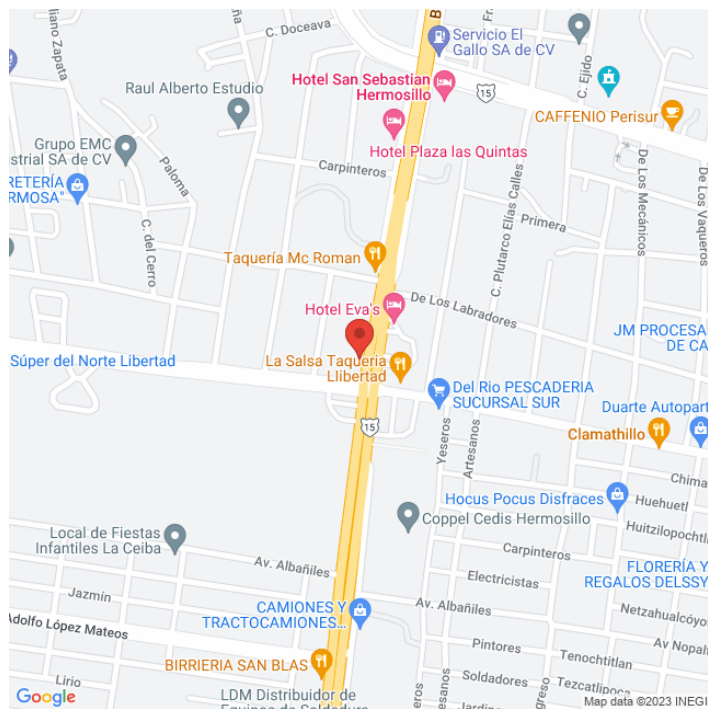 C. Doceava
Servicio El
Gallo SA de CV
Hotel San Sebastian
Hermosillo
15
C. Ejido
Raul Alberto Estudio
CAFFENIO Perisur
Hotel Plaza las Quintas
Grupo EMC
strial SA de CV
Carpinteros
Paloma
De Los Mecánicos
De Los Vaqueros
RETERÍA
RMOSA"
C. Plutarco Elías Calles
Primera
C. del Cerro
Taquería Mc Roman
De Los Labradores
Hotel Eva's
JM PROCESA
DE CA
Súper del Norte Libertad
La Salsa Taqueria
Llibertad
Del Rio PESCADERIA
SUCURSAL SUR
Duarte Autopart
15
Clamathillo
Yeseros
Artesanos
Chima
Hocus Pocus Disfraces
Huehuetl
Coppel Cedis Hermosillo
Huitzilopochtli
Local de Fiestas
Infantiles La Ceiba
Carpinteros
Av. Albañiles
Electricistas
FLORERÍA Y
REGALOS DELSSY
Jazmín
CAMIONES Y
TRACTOCAMIONES...
Av. Albañiles
Netzahualcóyo
Adolfo López Mateos
Pintores
Av Nopalt
Tenochtitlan
BIRRIERIA SAN BLAS
Soldadores
Lirio
Tezcatlipoca
LDM Distribuidor de
Google
Map data ©2023 INEGI